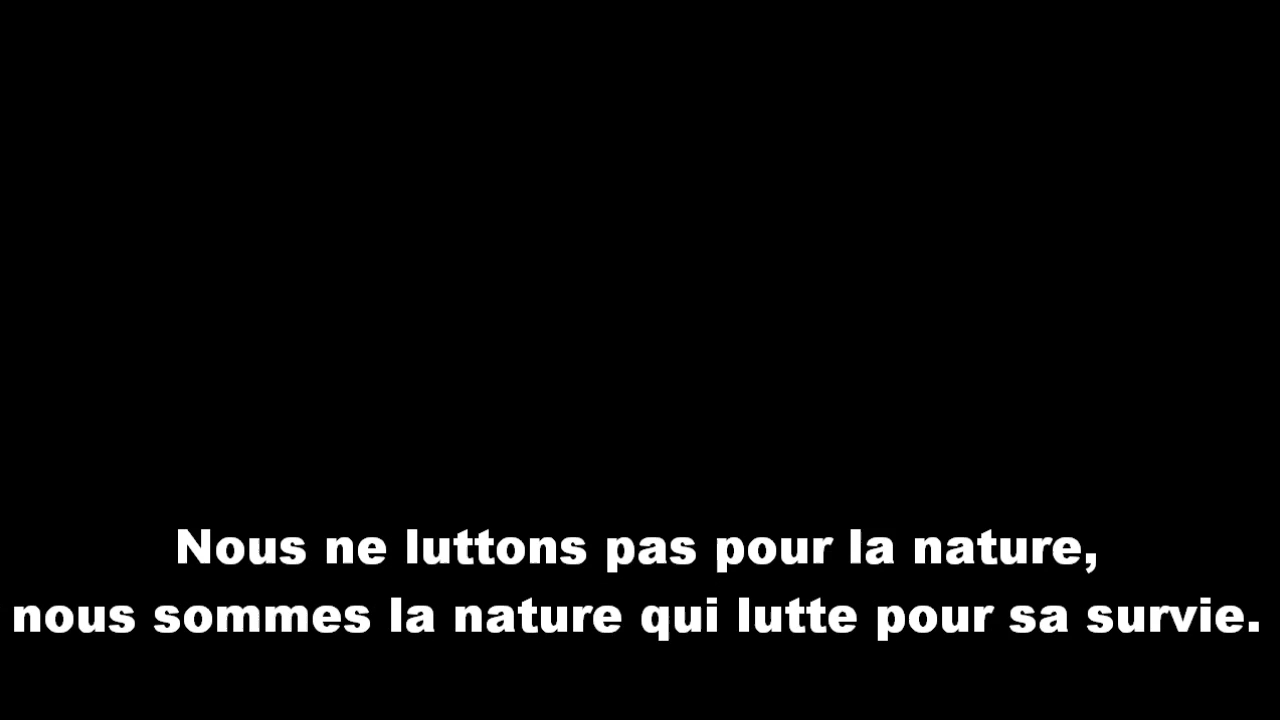 Nous ne luttons pas pour la nature,
nous sommes la nature qui lutte pour sa survie.